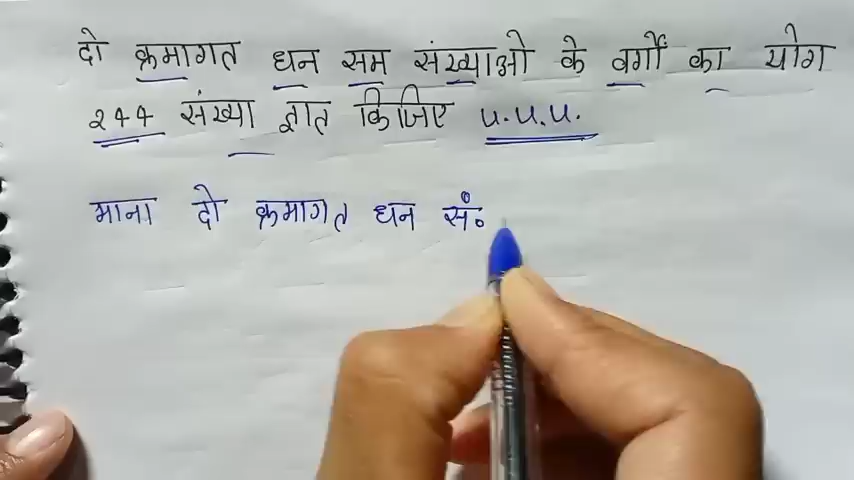 दो क्रमागत धन सम संख्याओ के वर्गों का योग
244 संख्या ज्ञात किजिए U.U.U.
माना दो क्रमागत धन सं॰